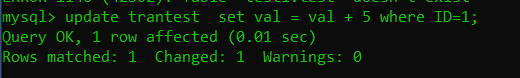 mysql> update trantest  set val = val + 5 where ID=1;
Query OK, 1 row affected (0.01 sec)
Rows matched: 1  Changed: 1  Warnings: 0